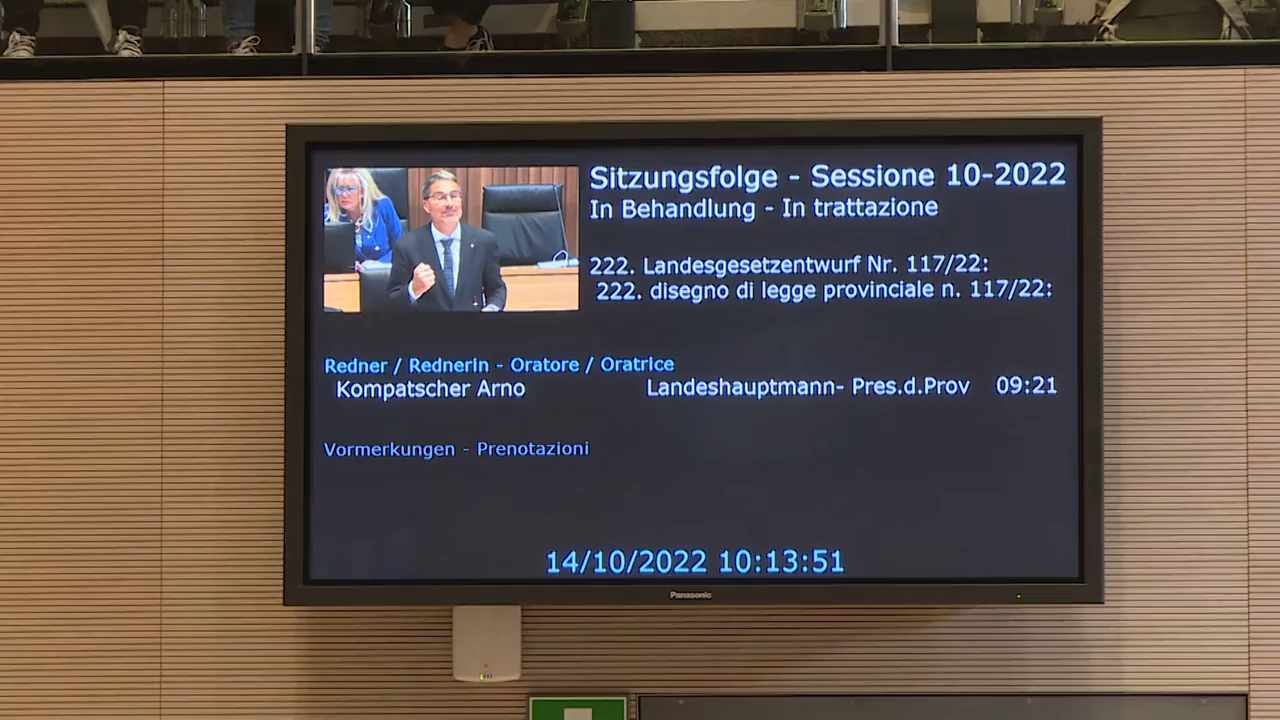 Sitzungsfolge - Sessione 10-2022
In Behandlung - In trattazione
222. Landesgesetzentwurf Nr. 117/22:
222. disegno di legge provinciale n. 117/22:
Redner / Rednerin - Oratore / Oratrice
Kompatscher Arno Landeshauptmann- Pres.d.Prov 09:21
Vormerkungen - Prenotazioni
14/10/2022 10:13:51
Panasonic